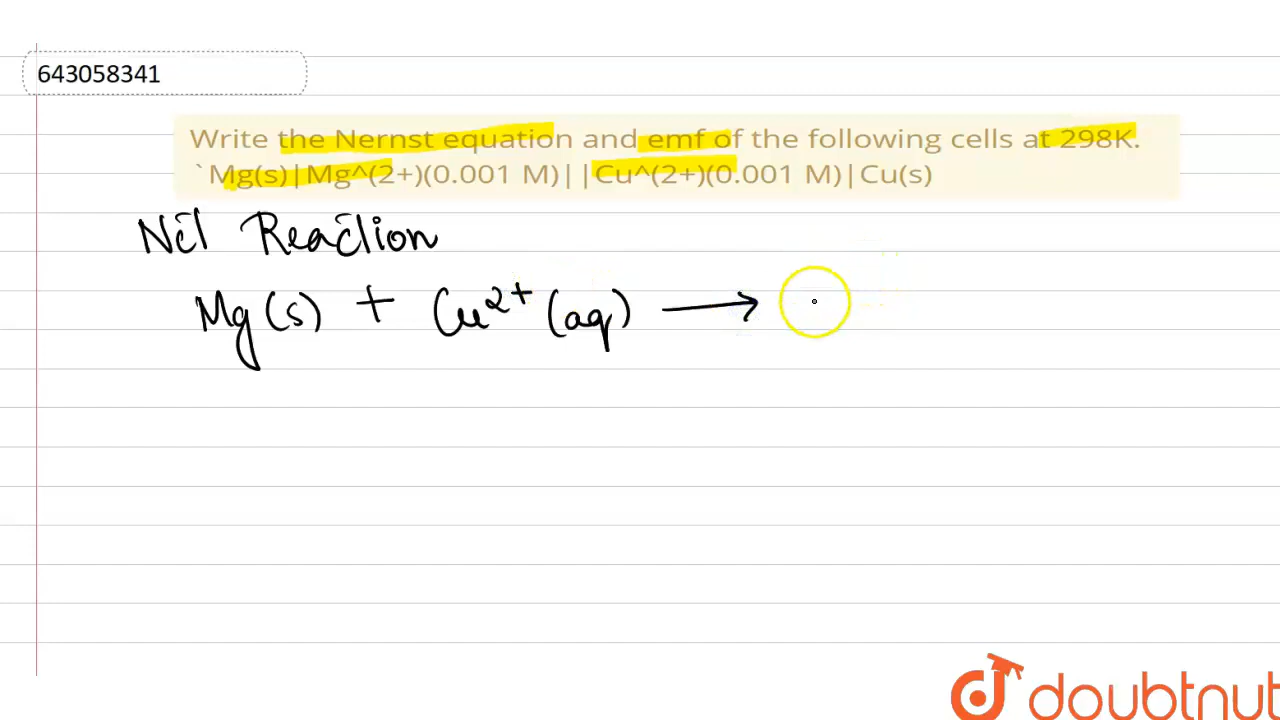 643058341
Write the Nernst equation and emf of the following cells at 298K.
`Mg(s)|Mg^(2+)(0.001 M)||Cu^(2+)(0.001 M)|Cu(s)
Net Reaction
Mg(s) + Cu²⁺(aq) ⟶
doubtnut